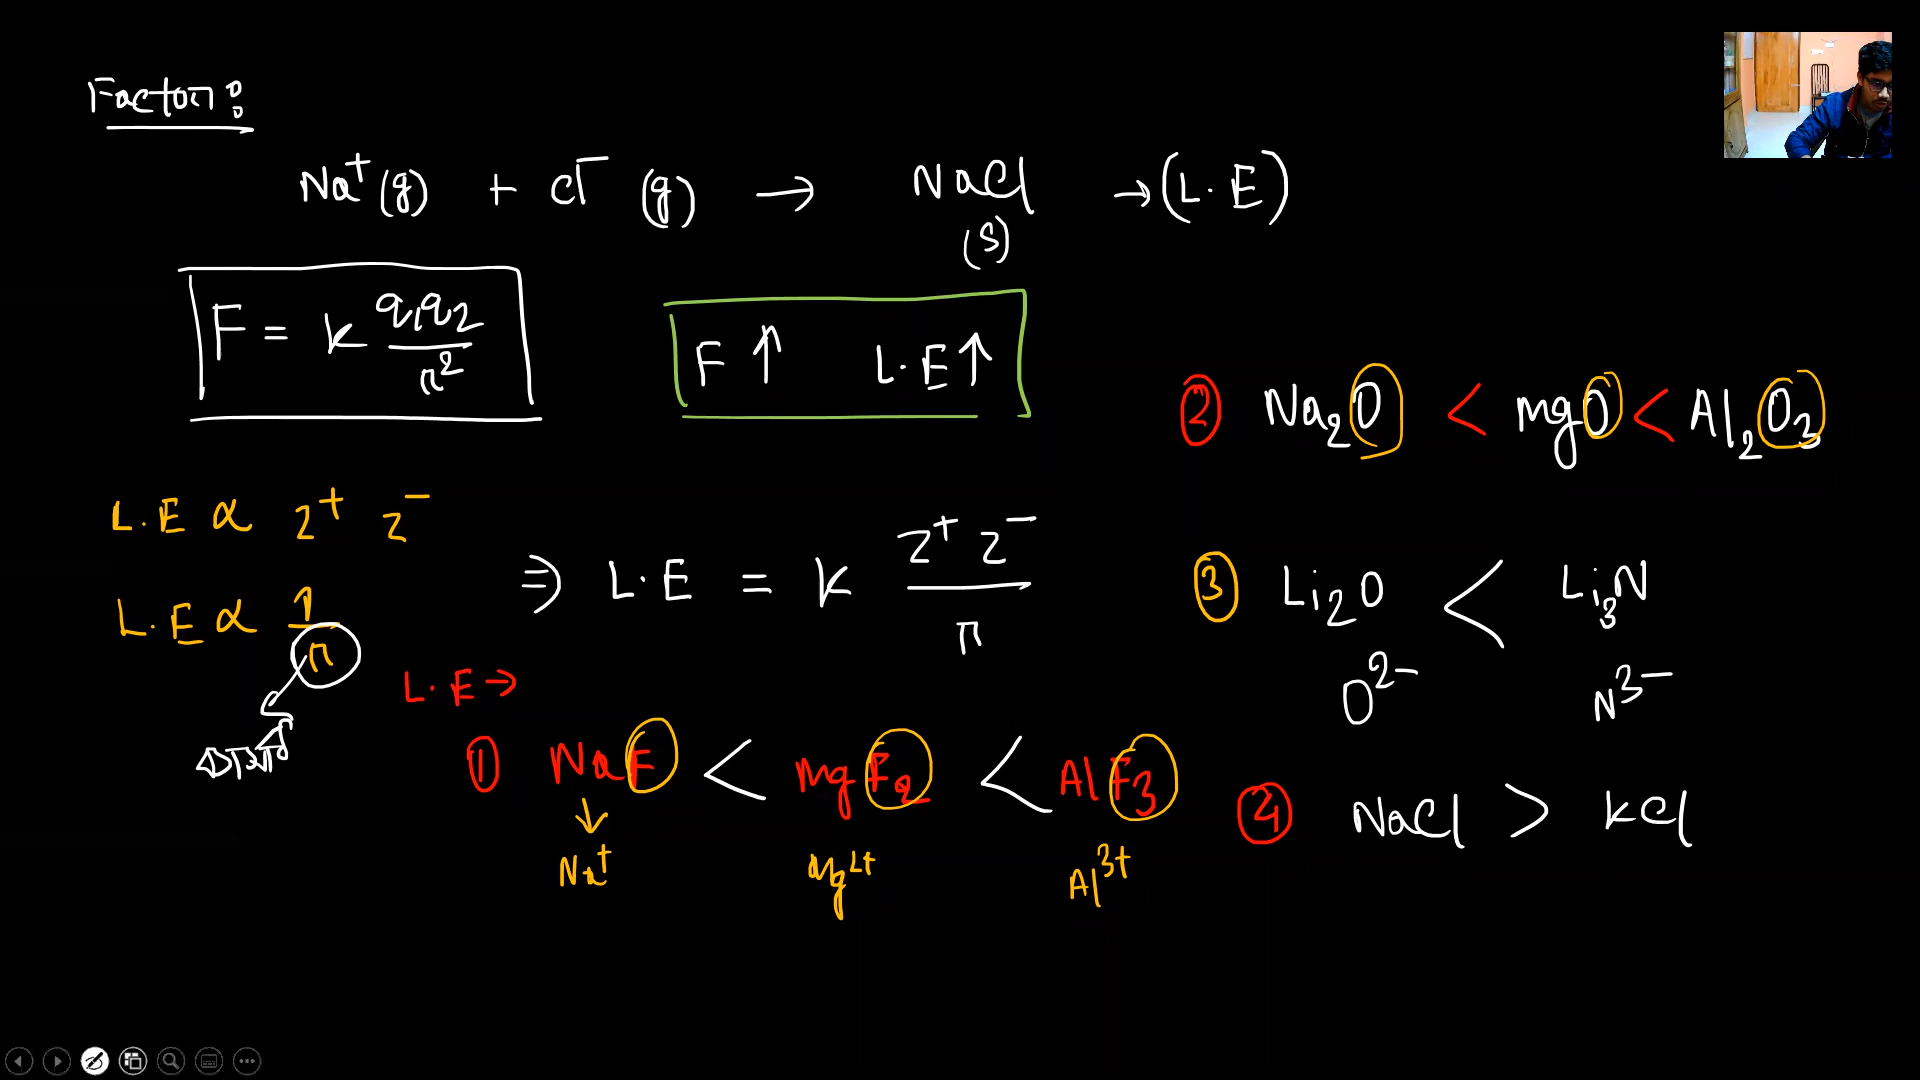 Factor:
Na⁺(g) + Cl⁻ (g) → NaCl (s) → (L.E)
F = k q₁q₂/r²
F ↑ L.E ↑
② Na₂O < MgO < Al₂O₃
L.E ∝ Z⁺ Z⁻
⇒ L.E = k Z⁺ Z⁻/r
L.E ∝ 1/r
③ Li₂O < Li₃N
O²⁻ N³⁻
L.E →
① NaF < MgF₂ < AlF₃
Na⁺ Mg²⁺ Al³⁺
④ NaCl > KCl